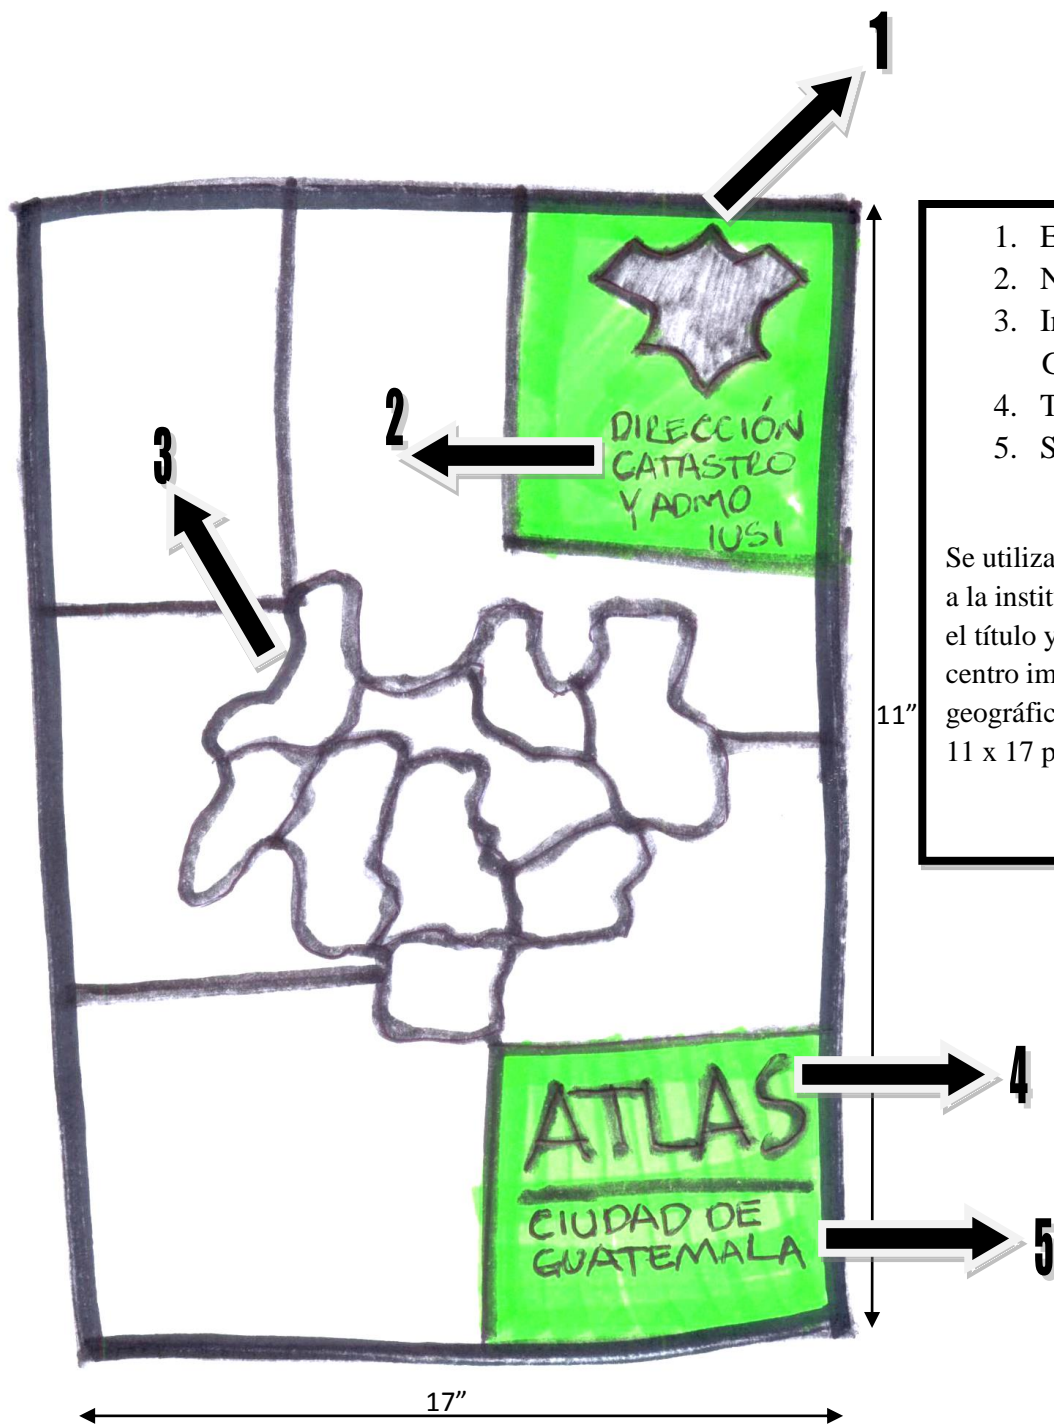 1
2
3
DIRECCIÓN
CATASTRO
Y ADMO
IUSI
11”
ATLAS
CIUDAD DE
GUATEMALA
4
5
17”
1. E
2. N
3. I
4. T
5. S
Se utiliza
a la instit
el título y
centro im
geográfic
11 x 17 p